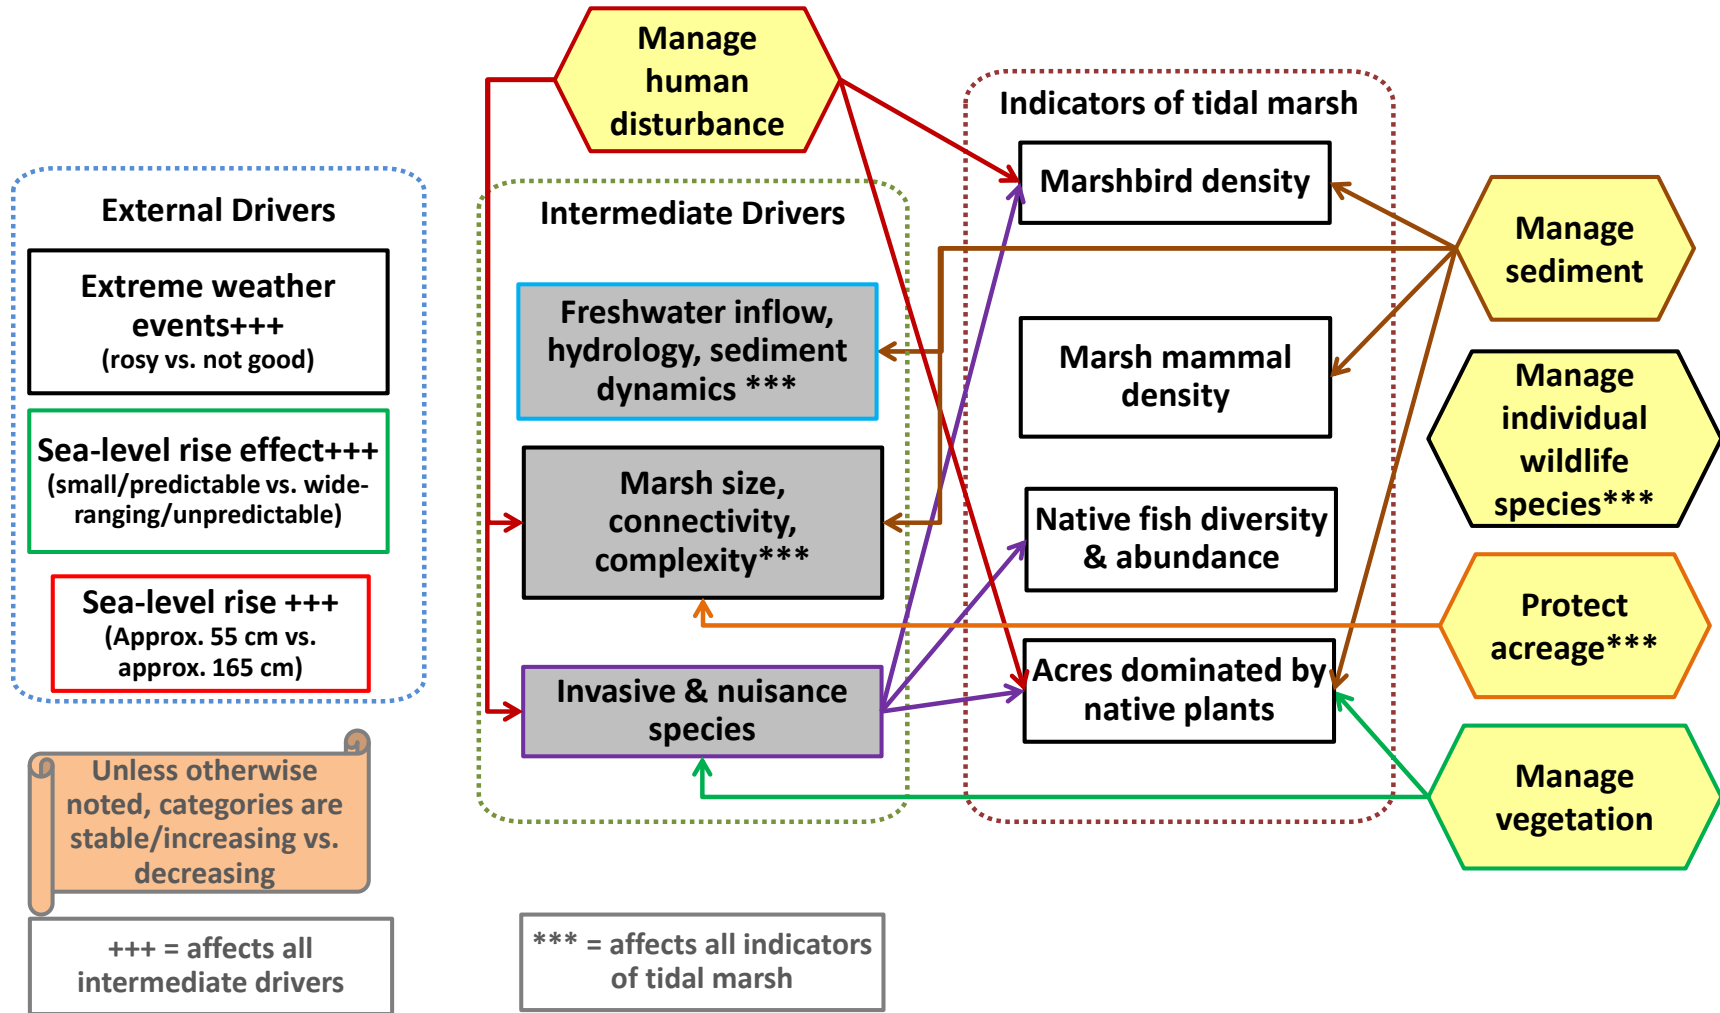 Manage
human
disturbance
Indicators of tidal marsh
External Drivers
Extreme weather
events+++
(rosy vs. not good)
Sea-level rise effect+++
(small/predictable vs. wide-
ranging/unpredictable)
Sea-level rise +++
(Approx. 55 cm vs.
approx. 165 cm)
Unless otherwise
noted, categories are
stable/increasing vs.
decreasing
+++ = affects all
intermediate drivers
Intermediate Drivers
Freshwater inflow,
hydrology, sediment
dynamics ***
Marsh size,
connectivity,
complexity***
Invasive & nuisance
species
*** = affects all indicators
of tidal marsh
Marshbird density
Marsh mammal
density
Native fish diversity
& abundance
Acres dominated by
native plants
Manage
sediment
Manage
individual
wildlife
species***
Protect
acreage***
Manage
vegetation